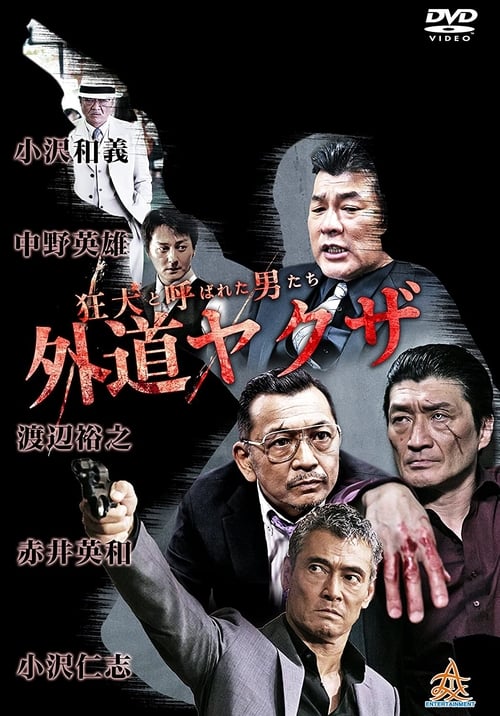 DVD
VIDEO
小沢和義
中野英雄
狂犬と呼ばれた男たち
外道ヤクザ
渡辺裕之
赤井英和
小沢仁志
ENTERTAINMENT